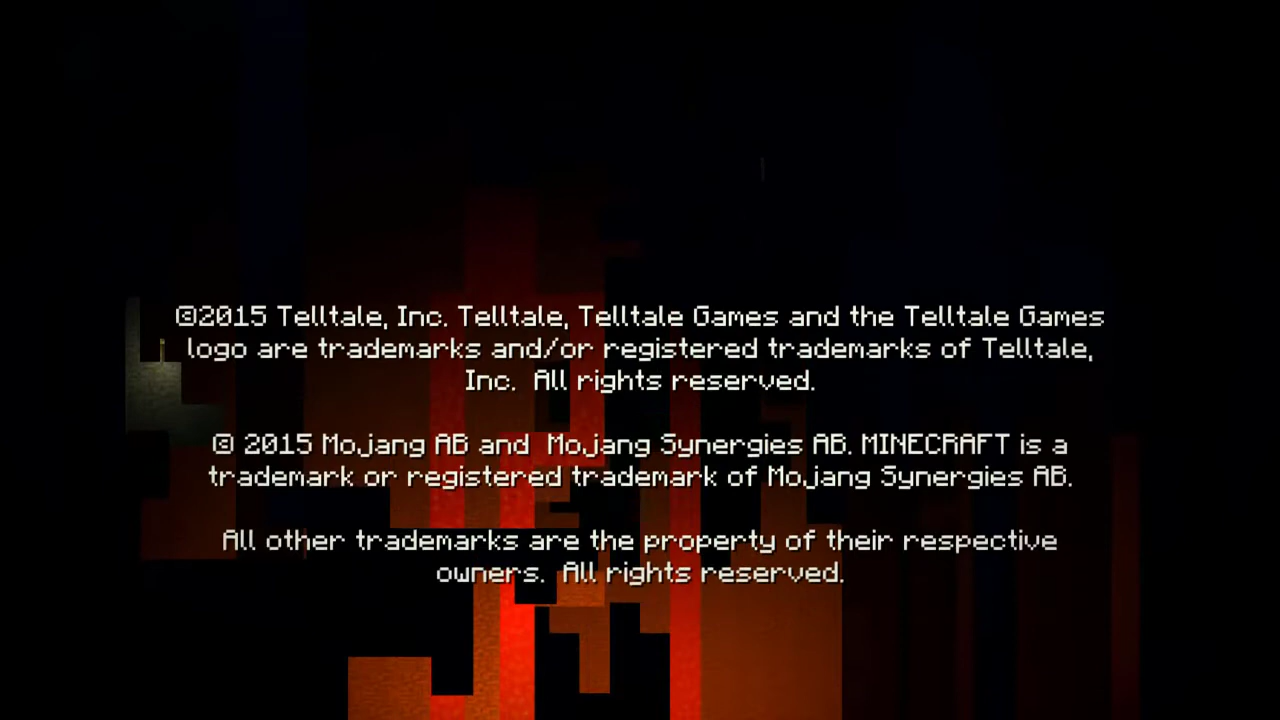 ©2015 Telltale, Inc. Telltale, Telltale Games and the Telltale Games
logo are trademarks and/or registered trademarks of Telltale,
Inc.  All rights reserved.
© 2015 Mojang AB and  Mojang Synergies AB. MINECRAFT is a
trademark or registered trademark of Mojang Synergies AB.
All other trademarks are the property of their respective
owners.  All rights reserved.